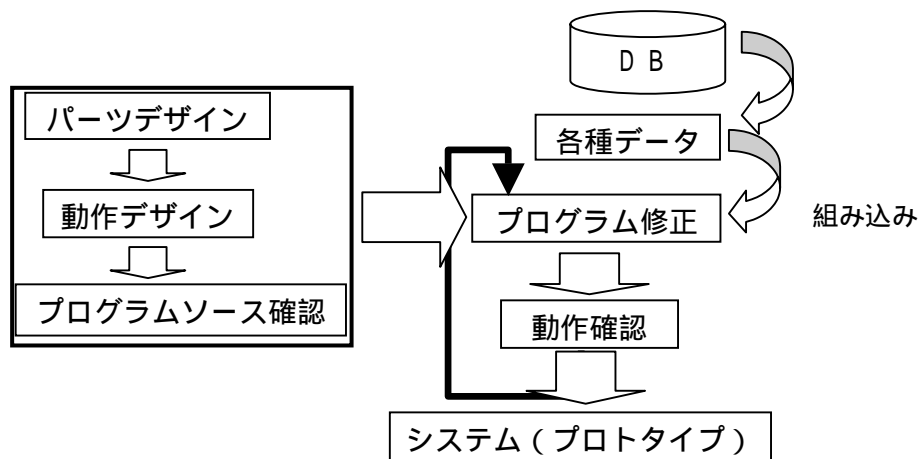 DB
パーツデザイン
各種データ
動作デザイン
プログラム修正
組み込み
プログラムソース確認
動作確認
システム(プロトタイプ)